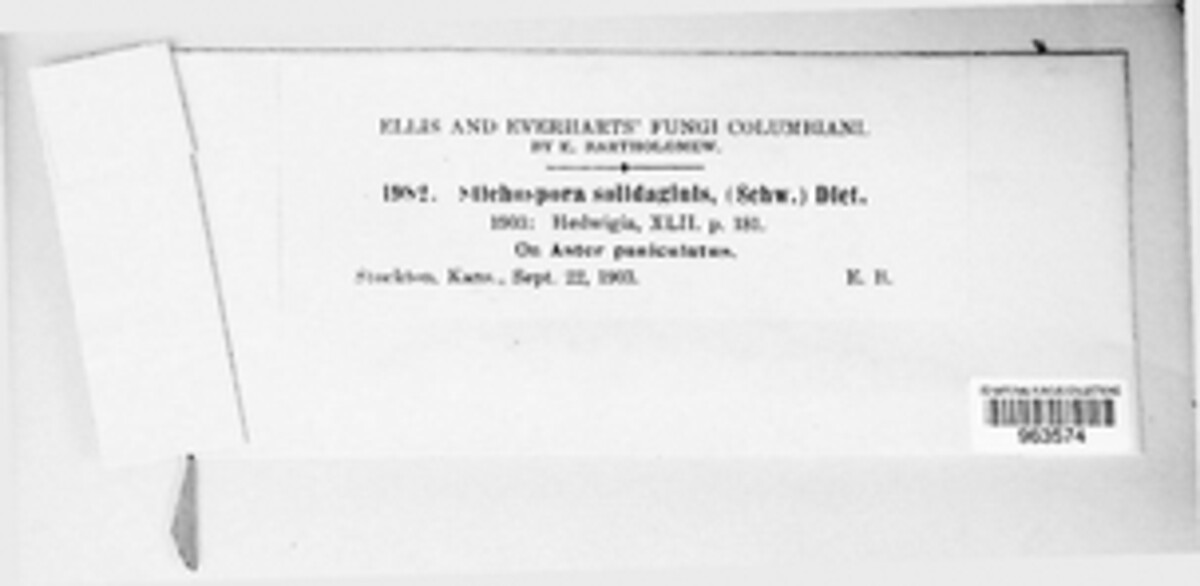 ELLIS AND EVERHARTS' FUNGI COLUMBIANI.
BY E. BARTHOLOMEW.
1982. solidaginis, (Schw.) Diet.
1903: Hedwigia, XLII. p. 181.
On Aster paniculatus.
Stockton, Kans., Sept. 22, 1903. E. B.
963574